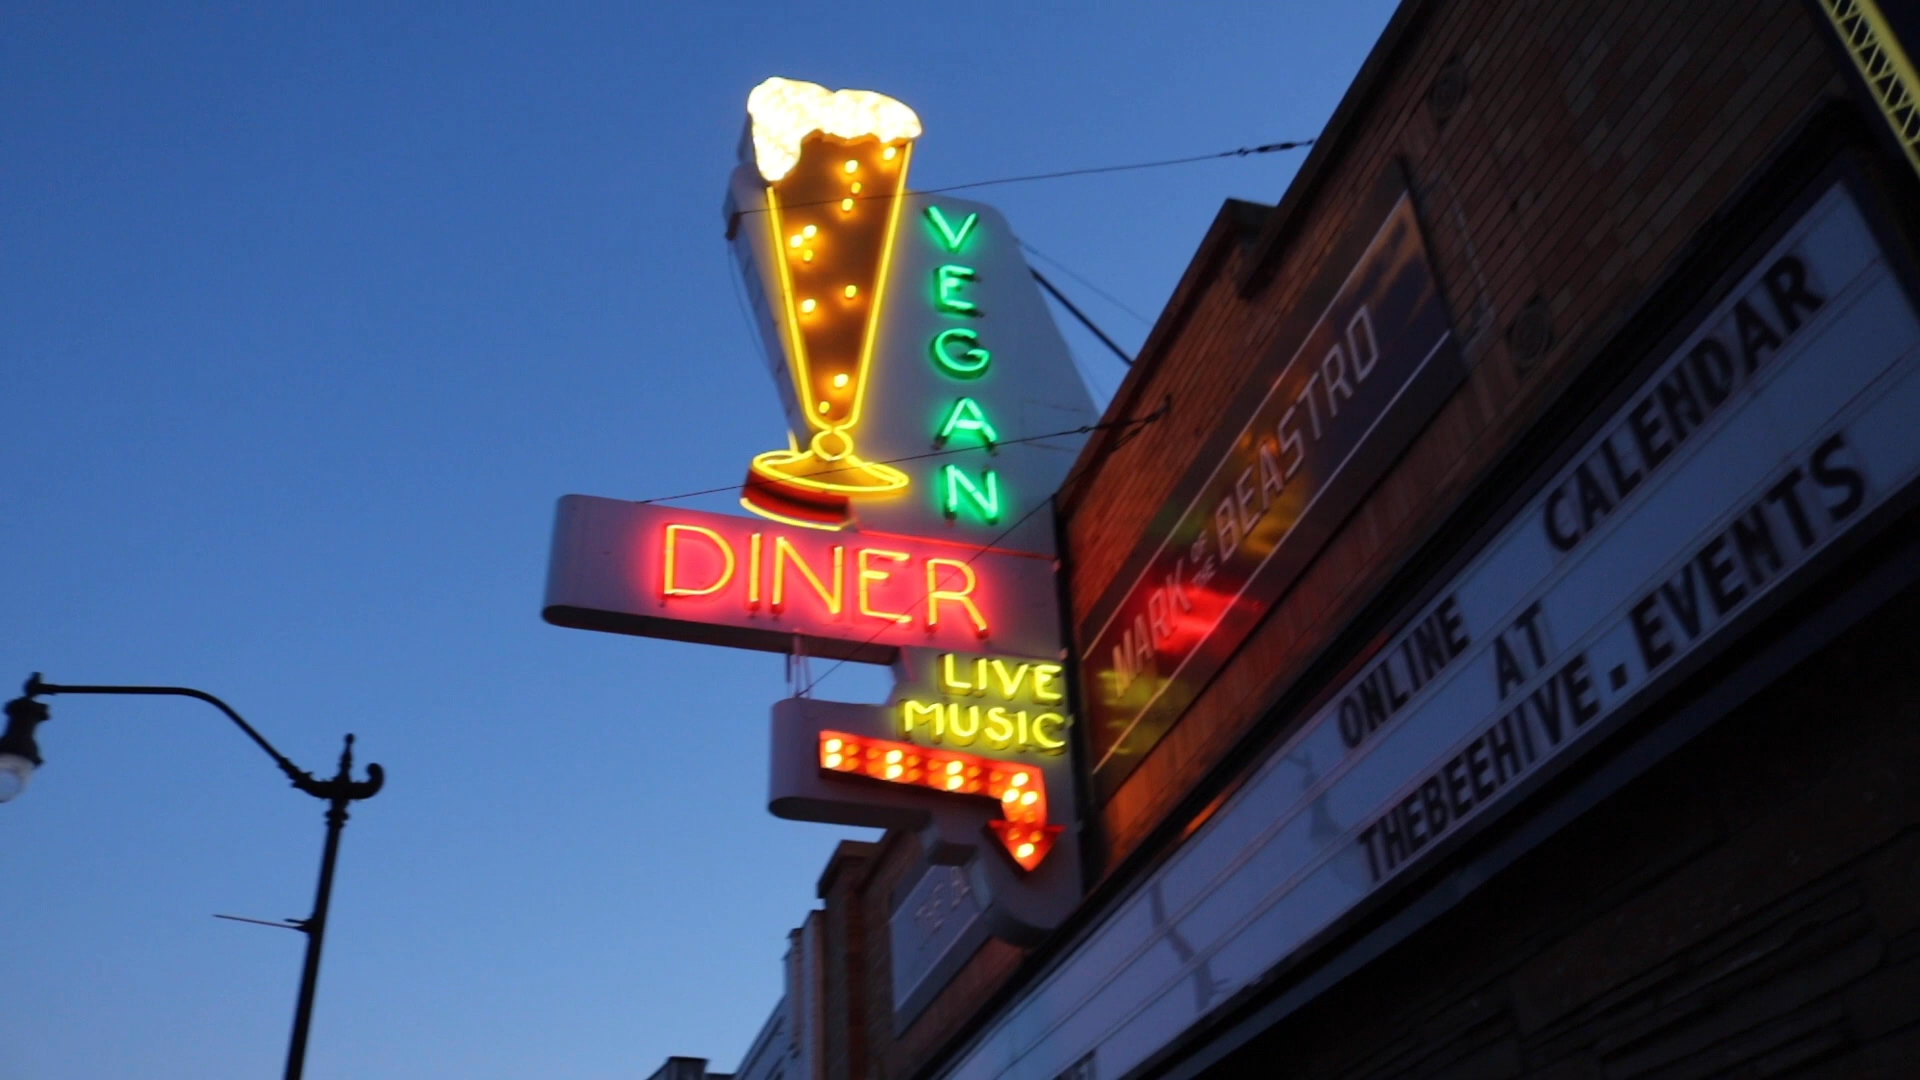 VEGAN
DINER
LIVE
MUSIC
MARK OF THE BEASTRO
CALENDAR
ONLINE AT
THEBEEHIVE.EVENTS